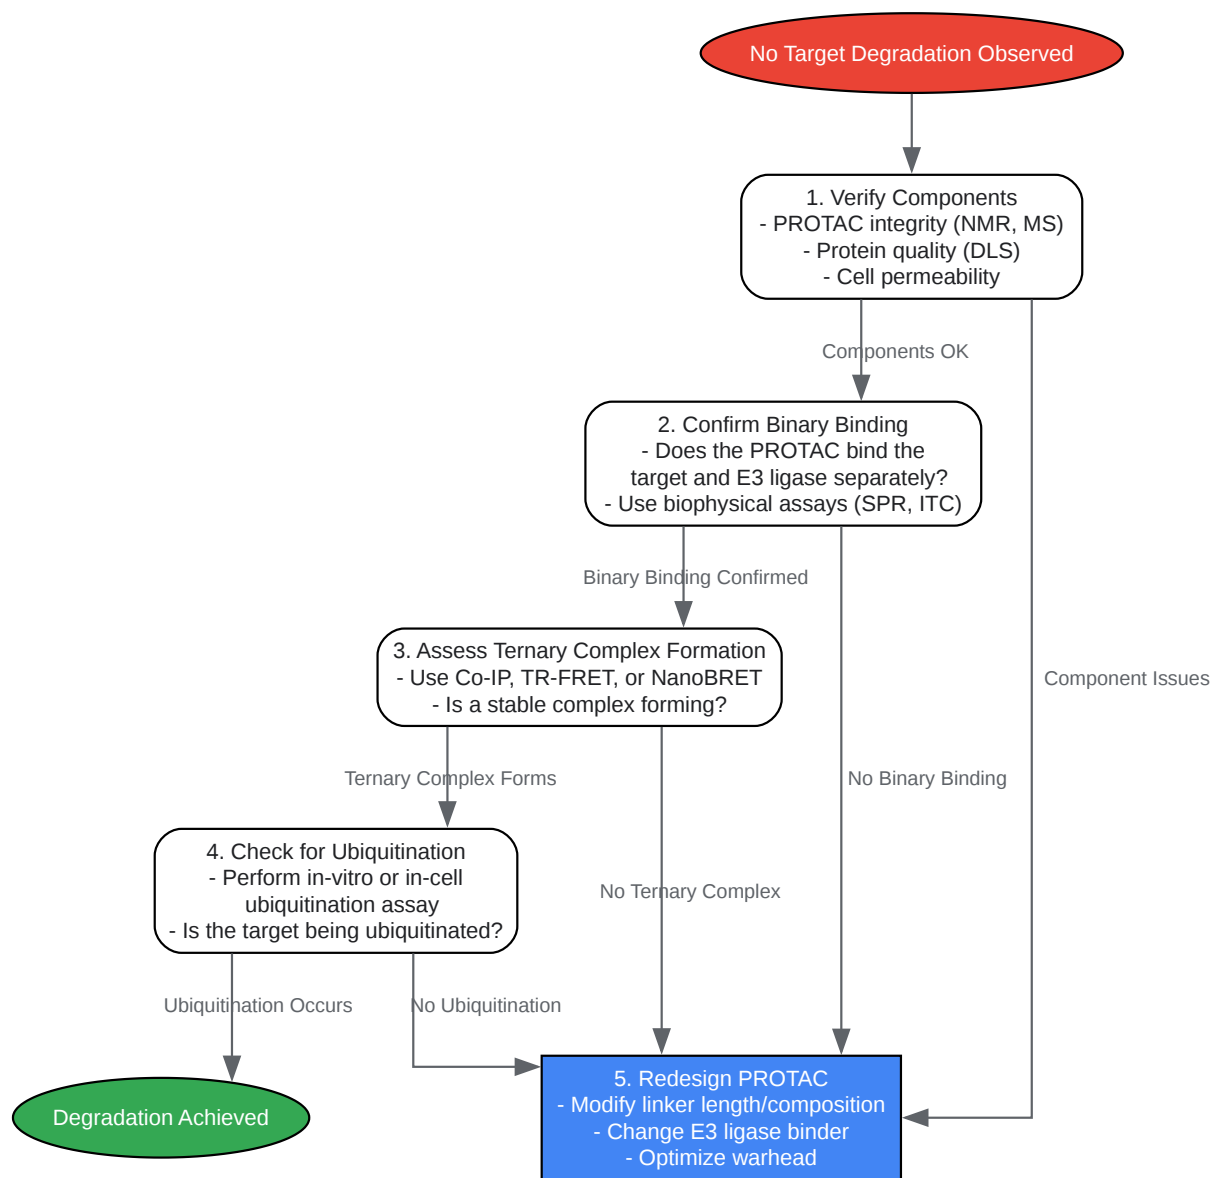 No Target Degradation Observed
1. Verify Components
- PROTAC integrity (NMR, MS)
- Protein quality (DLS)
- Cell permeability
Components OK
2. Confirm Binary Binding
- Does the PROTAC bind the
target and E3 ligase separately?
- Use biophysical assays (SPR, ITC)
Binary Binding Confirmed
3. Assess Ternary Complex Formation
- Use Co-IP, TR-FRET, or NanoBRET
- Is a stable complex forming?
Component Issues
Ternary Complex Forms
No Binary Binding
4. Check for Ubiquitination
- Perform in-vitro or in-cell
ubiquitination assay
- Is the target being ubiquitinated?
No Ternary Complex
Ubiquitination Occurs
No Ubiquitination
5. Redesign PROTAC
- Modify linker length/composition
- Change E3 ligase binder
- Optimize warhead
Degradation Achieved